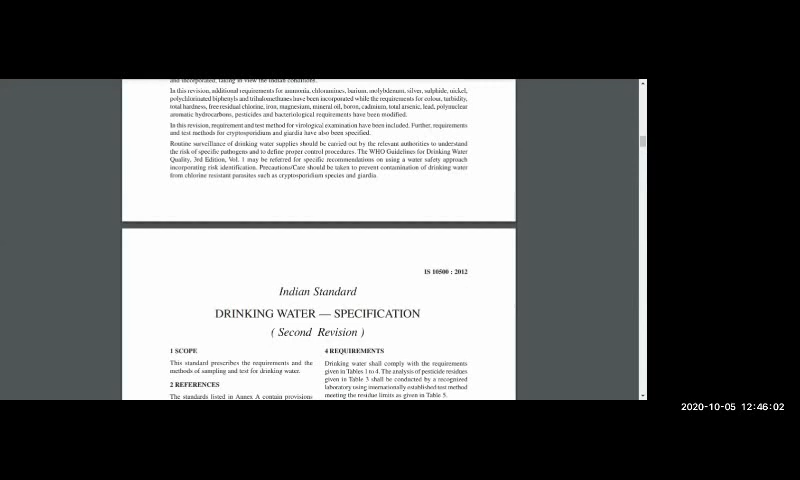 and incorporated, taking in view the Indian conditions.
In this revision, additional requirements for ammonia, chloramines, barium, molybdenum, silver, sulphide, nickel,
polychlorinated biphenyls and trihalomethanes have been incorporated while the requirements for colour, turbidity,
total hardness, free residual chlorine, iron, magnesium, mineral oil, boron, cadmium, total arsenic, lead, polynuclear
aromatic hydrocarbons, pesticides and bacteriological requirements have been modified.
In this revision, requirement and test method for virological examination have been included. Further, requirements
and test methods for cryptosporidium and giardia have also been specified.
Routine surveillance of drinking water supplies should be carried out by the relevant authorities to understand
the risk of specific pathogens and to define proper control procedures. The WHO Guidelines for Drinking Water
Quality, 3rd Edition, Vol. 1 may be referred for specific recommendations on using a water safety approach
incorporating risk identification. Precautions/Care should be taken to prevent contamination of drinking water
from chlorine resistant parasites such as cryptosporidium species and giardia.
IS 10500 : 2012
Indian Standard
DRINKING WATER — SPECIFICATION
( Second Revision )
1 SCOPE
This standard prescribes the requirements and the
methods of sampling and test for drinking water.
2 REFERENCES
The standards listed in Annex A contain provisions
4 REQUIREMENTS
Drinking water shall comply with the requirements
given in Tables 1 to 4. The analysis of pesticide residues
given in Table 3 shall be conducted by a recognized
laboratory using internationally established test method
meeting the residue limits as given in Table 5.
2020-10-05 12:46:02